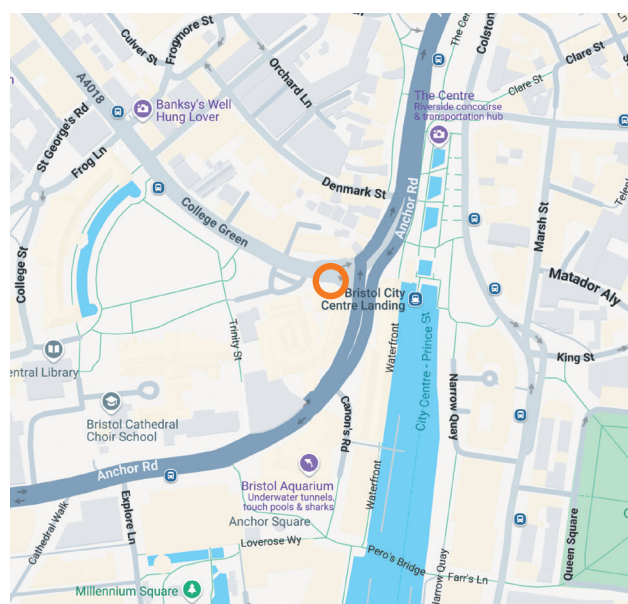 Culver St
Frogmore St
The Cen
Colston
Clare St
A4018
Orchard Ln
Clare St
Banksy's Well
Hung Lover
The Centre
Riverside concourse
& transportation hub
St George's Rd
Frog Ln
Denmark St
Anchor Rd
Marsh St
College St
College Green
Matador Aly
Bristol City
Centre Landing
Trinity St
Waterfront
City Centre - Prince St
King St
entral Library
Narrow Quay
Bristol Cathedral
Choir School
Canon's Rd
Anchor Rd
Bristol Aquarium
Underwater tunnels,
touch pools & sharks
Waterfront
Cathedral Walk
Explore Ln
Anchor Square
Loverose Wy
Pero's Bridge
Queen Square
Millennium Square
Narrow Quay
Farr's Ln